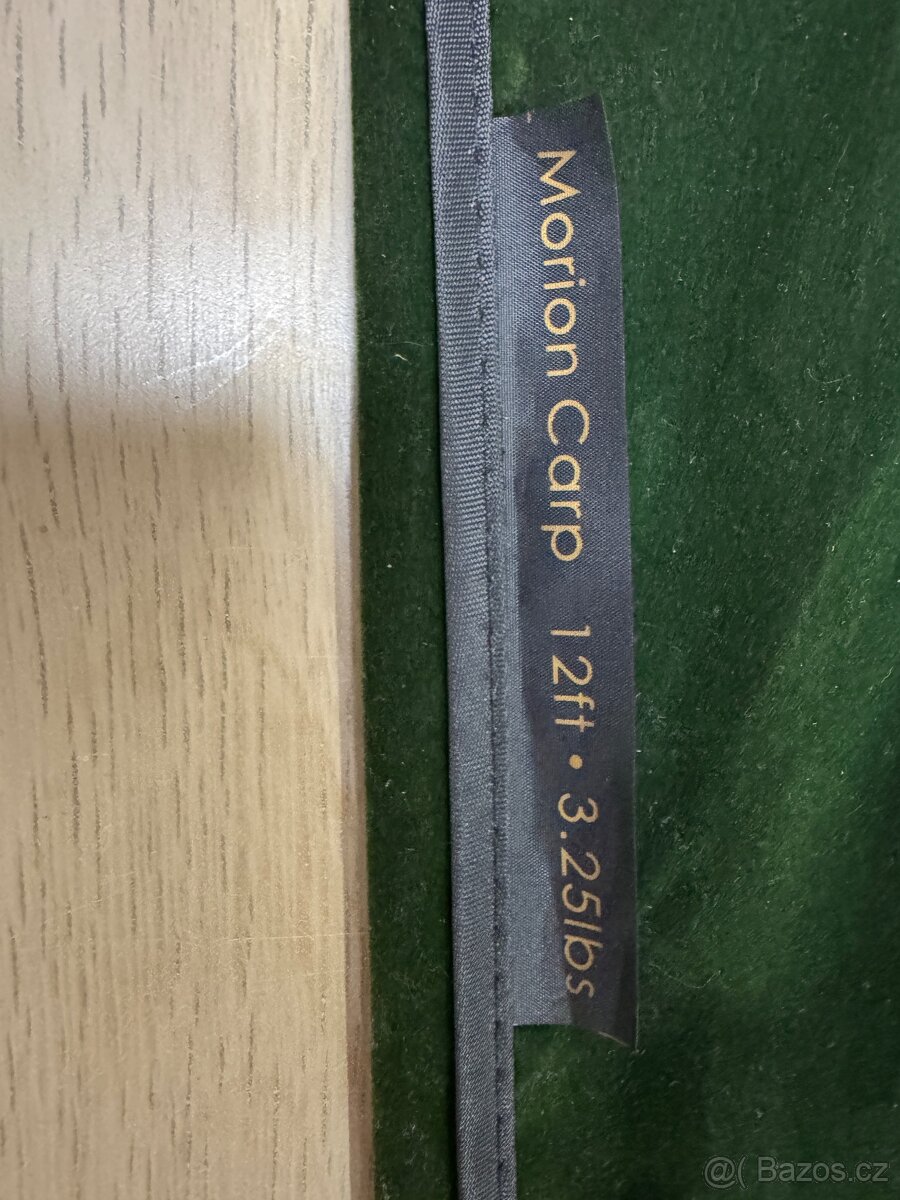 Morion Carp 12ft • 3.25lbs
@( Bazos.cz